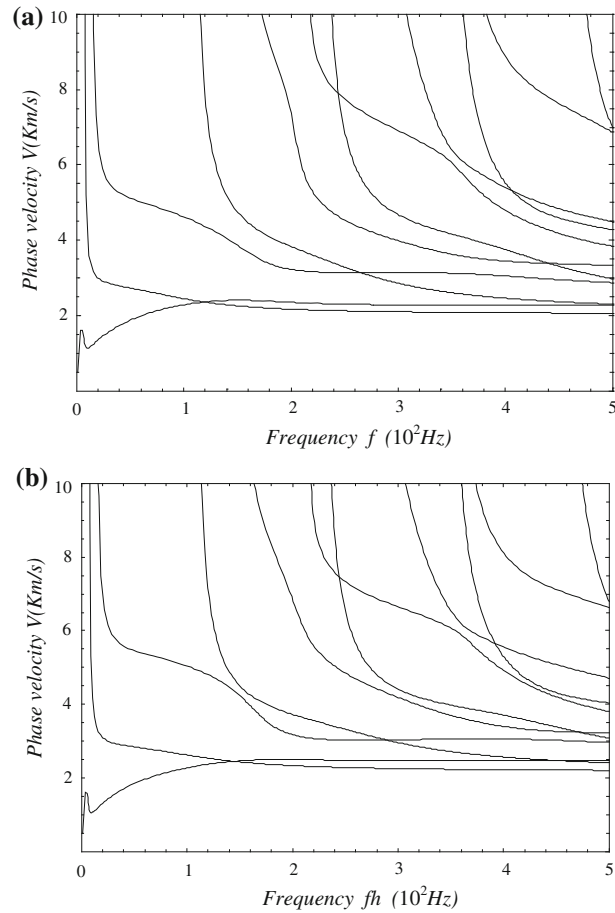 (a)
10
8
6
4
2
Phase velocity V(Km/s)
0 1 2 3 4 5
Frequency f (10²Hz)
(b)
10
8
6
4
2
Phase velocity V(Km/s)
0 1 2 3 4 5
Frequency fh (10²Hz)